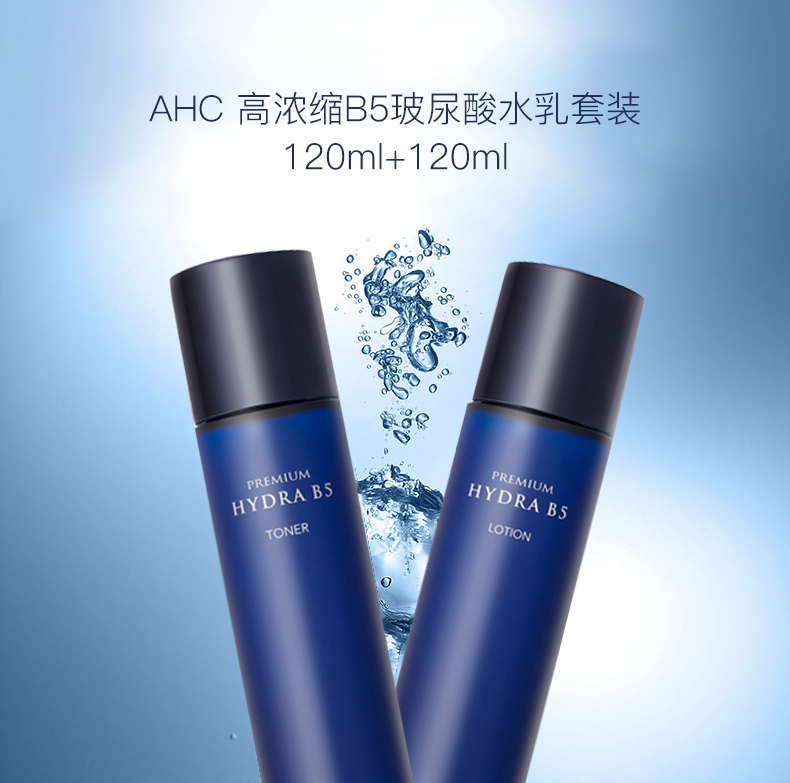 AHC 高浓缩B5玻尿酸水乳套装
120ml+120ml
PREMIUM
HYDRA B5
TONER
PREMIUM
HYDRA B5
LOTION